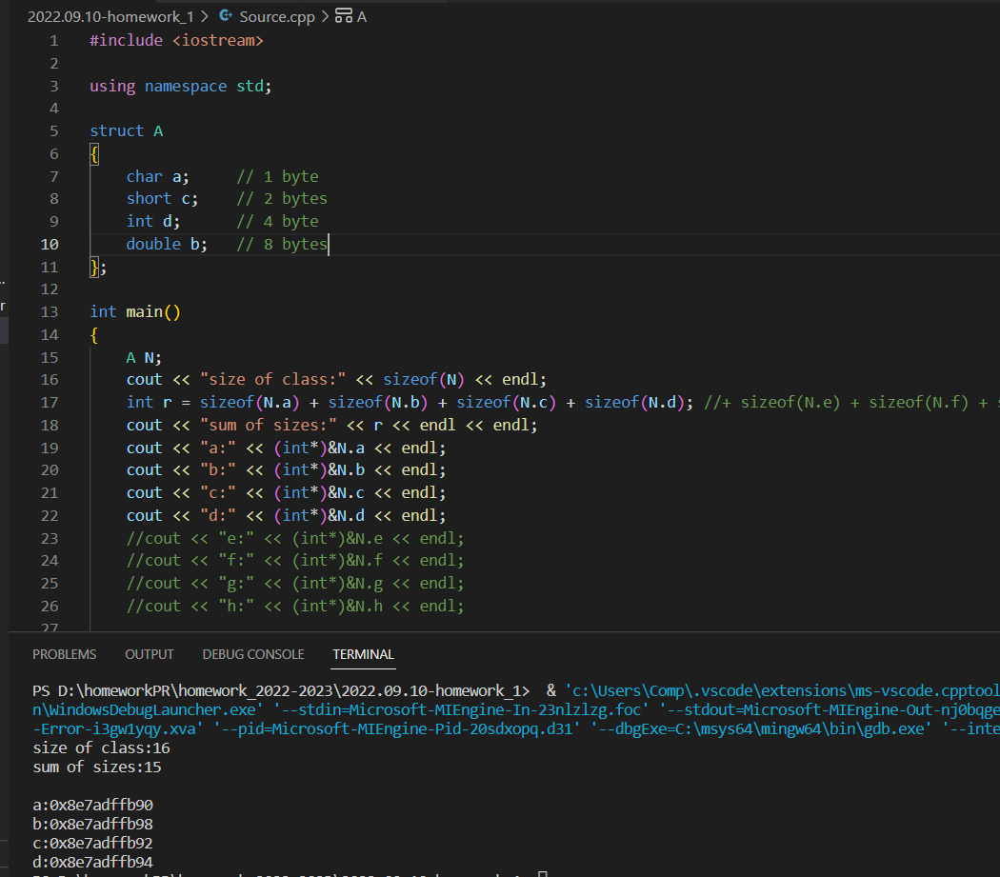 2022.09.10-homework_1 > Source.cpp > A
1 #include <iostream>
2
3 using namespace std;
4
5 struct A
6 {
7 char a; // 1 byte
8 short c; // 2 bytes
9 int d; // 4 byte
10 double b; // 8 bytes
11 };
12
13 int main()
14 {
15 A N;
16 cout << "size of class:" << sizeof(N) << endl;
17 int r = sizeof(N.a) + sizeof(N.b) + sizeof(N.c) + sizeof(N.d); //+ sizeof(N.e) + sizeof(N.f) +
18 cout << "sum of sizes:" << r << endl << endl;
19 cout << "a:" << (int*)&N.a << endl;
20 cout << "b:" << (int*)&N.b << endl;
21 cout << "c:" << (int*)&N.c << endl;
22 cout << "d:" << (int*)&N.d << endl;
23 //cout << "e:" << (int*)&N.e << endl;
24 //cout << "f:" << (int*)&N.f << endl;
25 //cout << "g:" << (int*)&N.g << endl;
26 //cout << "h:" << (int*)&N.h << endl;
27
PROBLEMS OUTPUT DEBUG CONSOLE TERMINAL
PS D:\homeworkPR\homework_2022-2023\2022.09.10-homework_1> & 'c:\Users\Comp\.vscode\extensions\ms-vscode.cpptool
n\WindowsDebugLauncher.exe' '--stdin=Microsoft-MIEngine-In-23nlzlzg.foc' '--stdout=Microsoft-MIEngine-Out-nj0bqge
-Error-i3gw1yqy.xva' '--pid=Microsoft-MIEngine-Pid-20sdxopq.d31' '--dbgExe=C:\msys64\mingw64\bin\gdb.exe' '--inte
size of class:16
sum of sizes:15

a:0x8e7adffb90
b:0x8e7adffb98
c:0x8e7adffb92
d:0x8e7adffb94